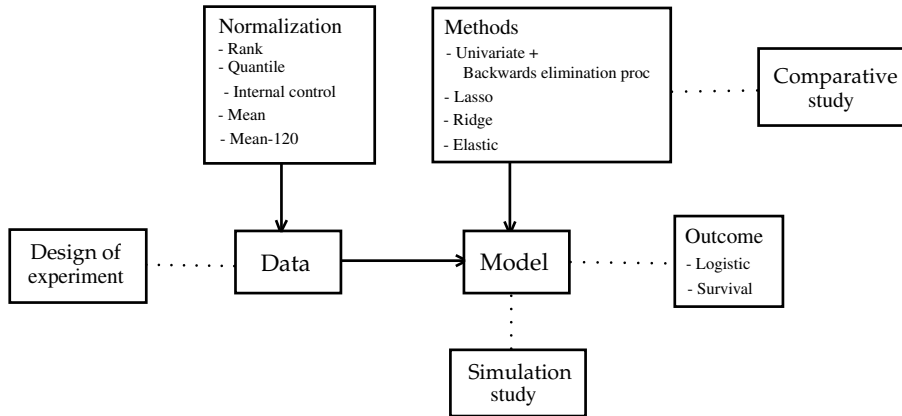 Normalization
- Rank
- Quantile
- Internal control
- Mean
- Mean-120
Methods
- Univariate +
Backwards elimination proc
- Lasso
- Ridge
- Elastic
Comparative
study
Design of
experiment
Data
Model
Outcome
- Logistic
- Survival
Simulation
study